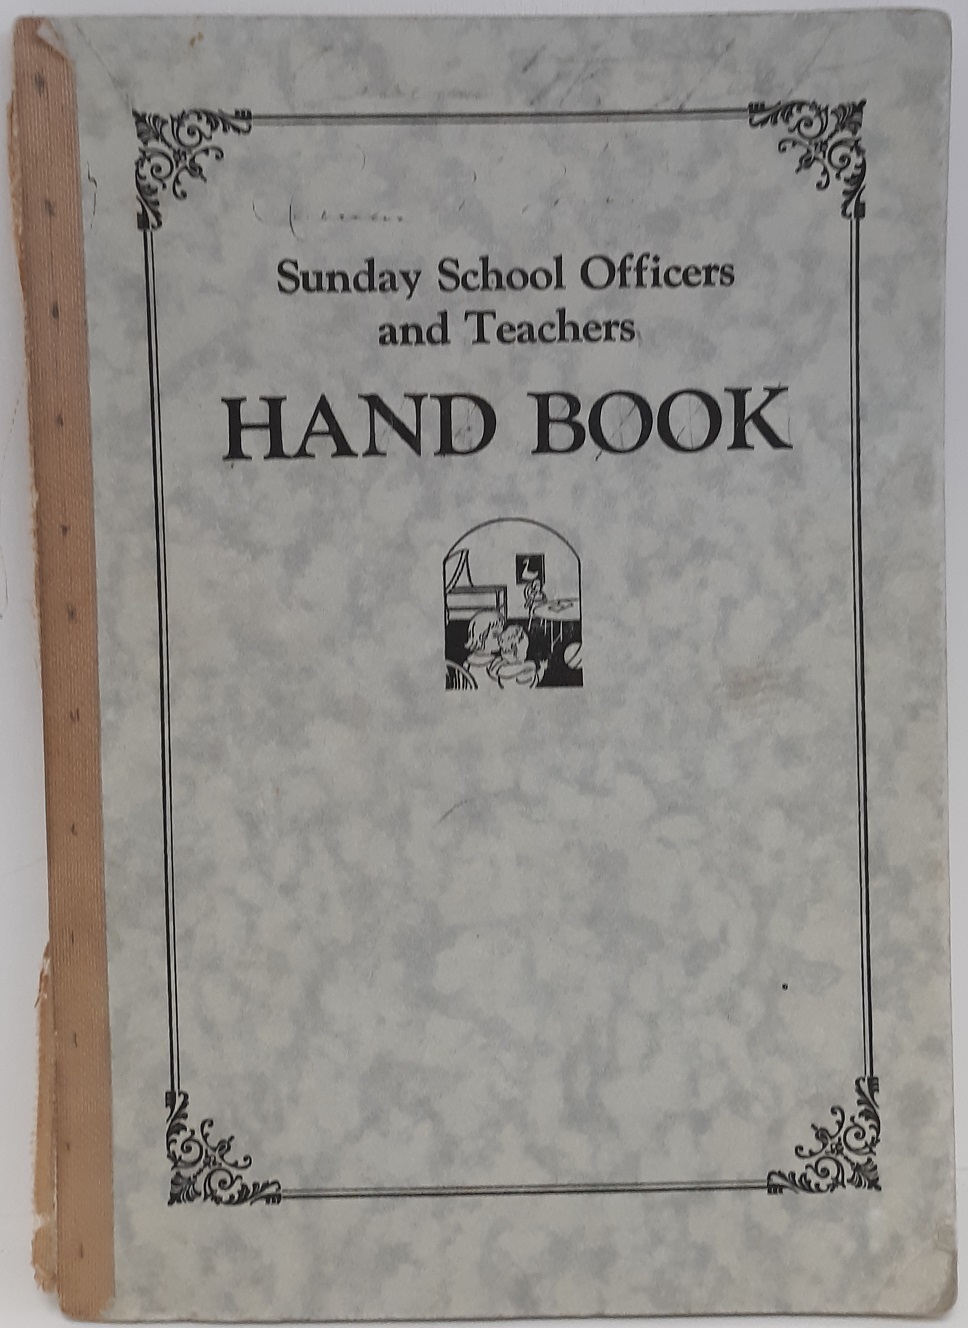 Sunday School Officers
and Teachers
HAND BOOK